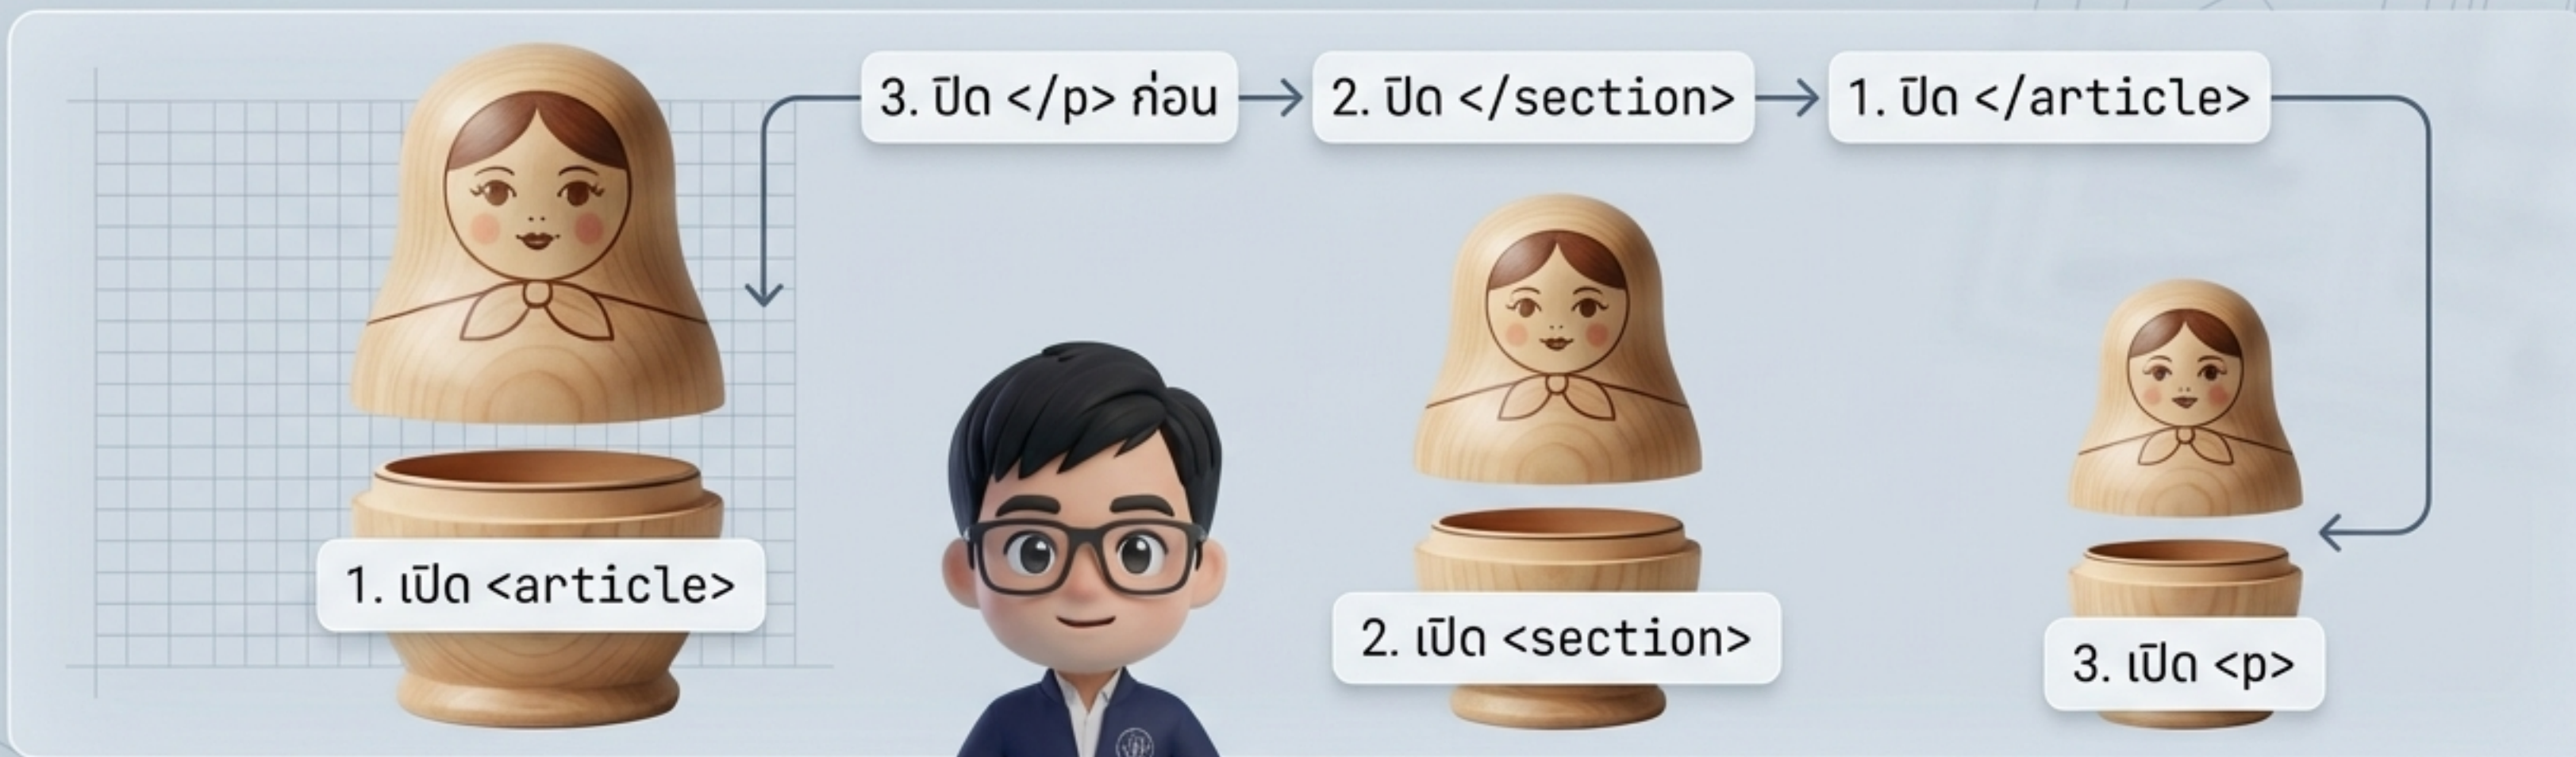 3. ปิด </p> ก่อน
2. ปิด </section>
1. ปิด </article>
1. เปิด <article>
2. เปิด <section>
3. เปิด <p>